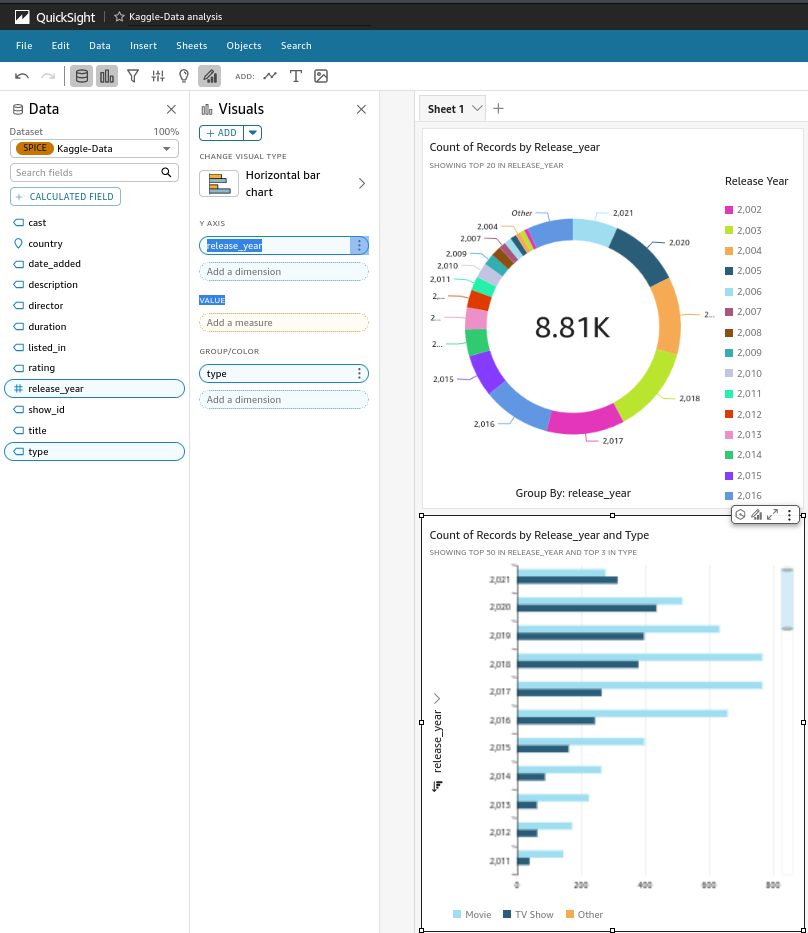 QuickSight
Kaggle-Data analysis
File Edit Data Insert Sheets Objects Search
ADD:
Data
Dataset 100%
SPICE Kaggle-Data
Search fields
+ CALCULATED FIELD
cast
country
date_added
description
director
duration
listed_in
rating
release_year
show_id
title
type
Visuals
+ ADD
CHANGE VISUAL TYPE
Horizontal bar
chart
Y AXIS
release_year
Add a dimension
VALUE
Add a measure
GROUP/COLOR
type
Add a dimension
Sheet 1
Count of Records by Release_year
SHOWING TOP 20 IN RELEASE_YEAR
Other
2,021
2,020
2...
2,018
2,017
2,016
2,015
2...
2...
2,...
2,011
2,010
2,009
2,007
2,004
8.81K
Group By: release_year
Release Year
2,002
2,003
2,004
2,005
2,006
2,007
2,008
2,009
2,010
2,011
2,012
2,013
2,014
2,015
2,016
Count of Records by Release_year and Type
SHOWING TOP 50 IN RELEASE_YEAR AND TOP 3 IN TYPE
release_year
2,021
2,020
2,019
2,018
2,017
2,016
2,015
2,014
2,013
2,012
2,011
0 200 400 600 800
Movie TV Show Other